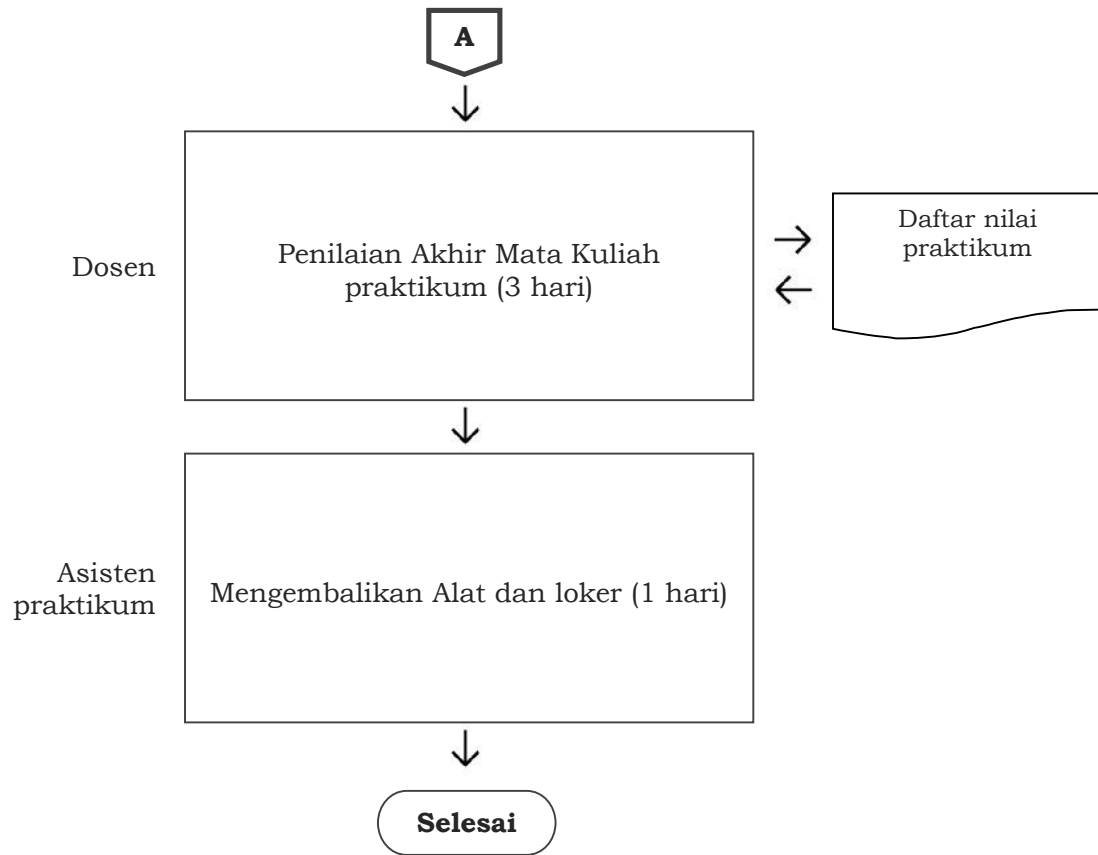 A
Dosen
Penilaian Akhir Mata Kuliah
praktikum (3 hari)
Daftar nilai
praktikum
Asisten
praktikum
Mengembalikan Alat dan loker (1 hari)
Selesai